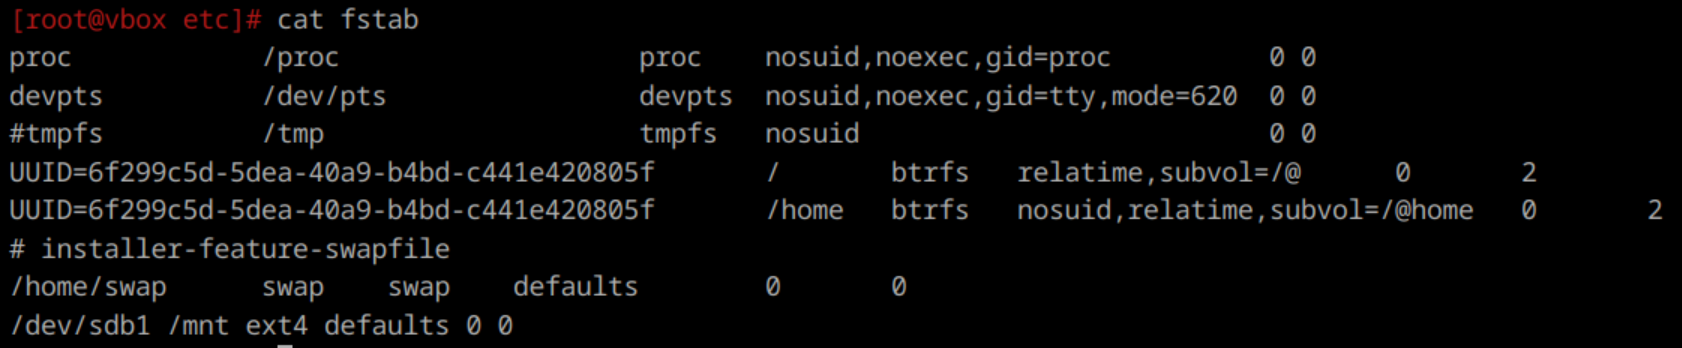 [root@vbox etc]# cat fstab
proc /proc proc nosuid,noexec,gid=proc 0 0
devpts /dev/pts devpts nosuid,noexec,gid=tty,mode=620 0 0
#tmpfs /tmp tmpfs nosuid 0 0
UUID=6f299c5d-5dea-40a9-b4bd-c441e420805f / btrfs relatime,subvol=/@ 0 2
UUID=6f299c5d-5dea-40a9-b4bd-c441e420805f /home btrfs nosuid,relatime,subvol=/@home 0 2
# installer-feature-swapfile
/home/swap swap swap defaults 0 0
/dev/sdb1 /mnt ext4 defaults 0 0